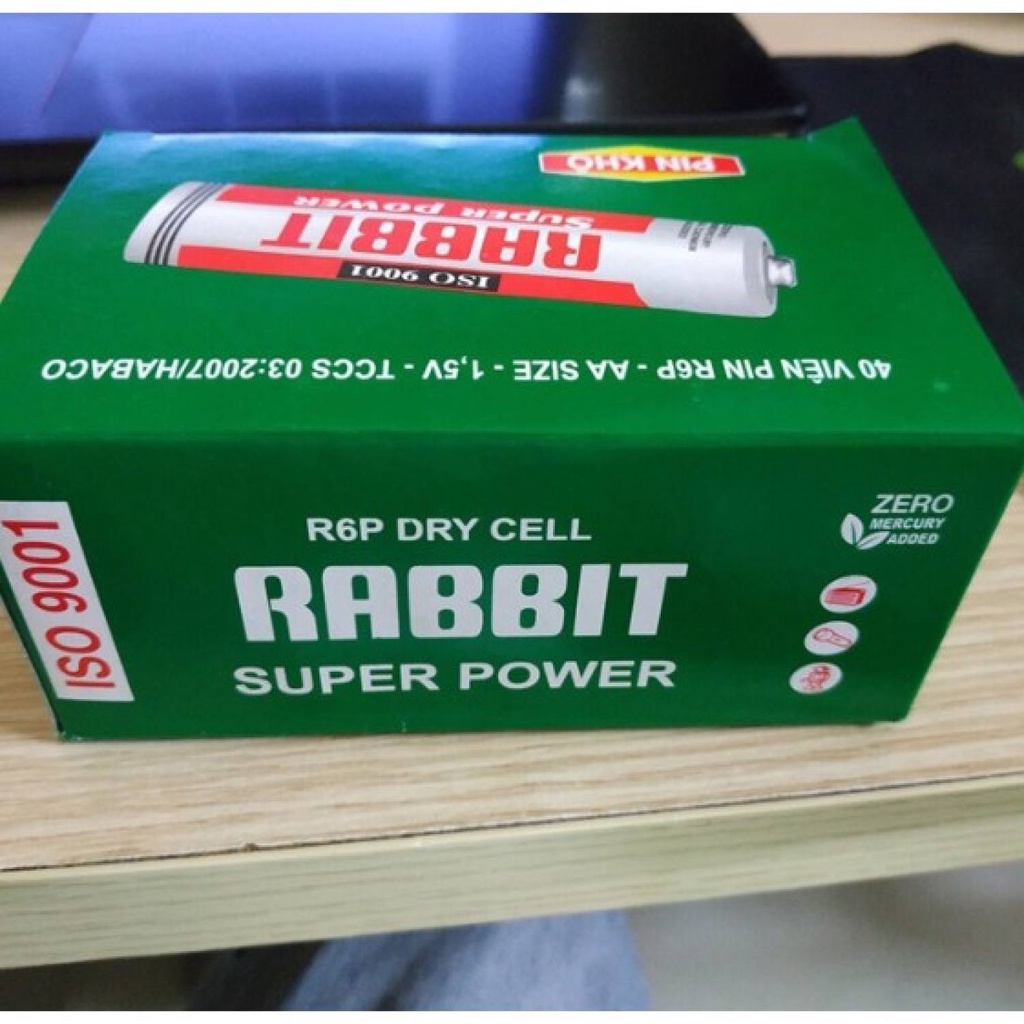 PIN KHÔ
SUPER POWER
RABBIT
ISO 9001
40 VIÊN PIN R6P - AA SIZE - 1,5V - TCCS 03:2007/HABACO
ISO 9001
R6P DRY CELL
RABBIT
SUPER POWER
ZERO
MERCURY
ADDED